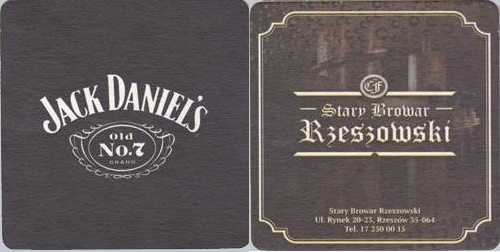 JACK DANIEL'S
Old
No.7
BRAND
CF
Stary Browar
Rzeszowski
Stary Browar Rzeszowski
Ul. Rynek 20-23, Rzeszów 35-064
Tel. 17 250 00 15